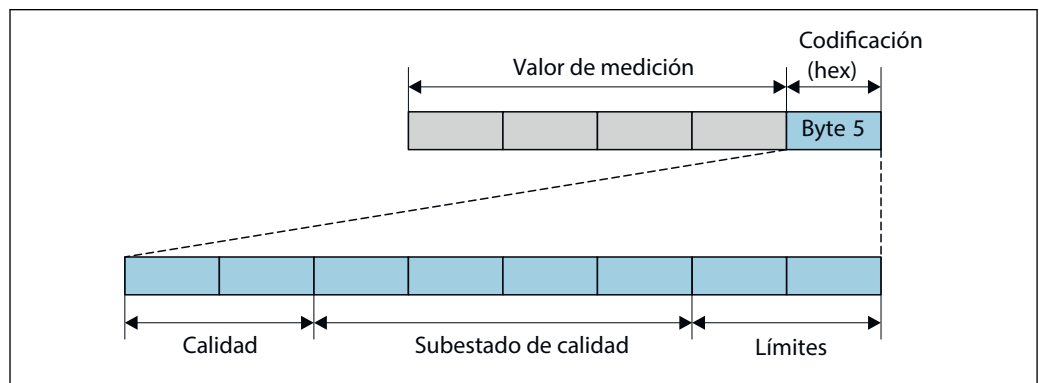 Codificación
Valor de medición
(hex)
Byte 5
Calidad
Subestado de calidad
Límites